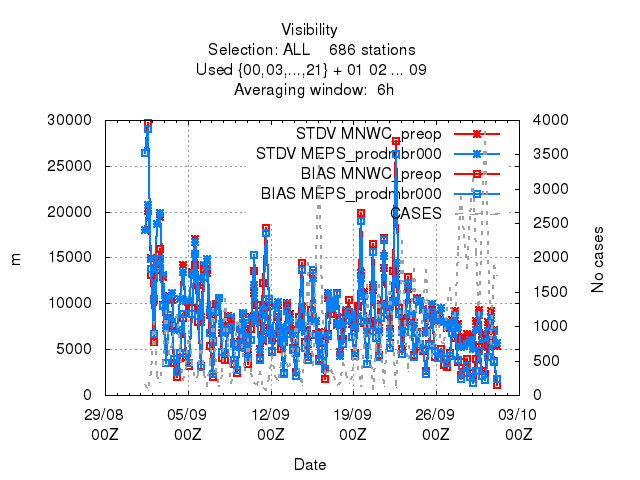 Visibility
Selection: ALL    686 stations
Used {00,03,...,21} + 01 02 ... 09
Averaging window:  6h
30000
25000
20000
15000
10000
5000
0
m
4000
3500
3000
2500
2000
1500
1000
500
0
No cases
STDV MNWC_preop
STDV MEPS_prodmbr000
BIAS MNWC_preop
BIAS MEPS_prodmbr000
CASES
29/08 05/09 12/09 19/09 26/09 03/10
00Z 00Z 00Z 00Z 00Z 00Z
Date